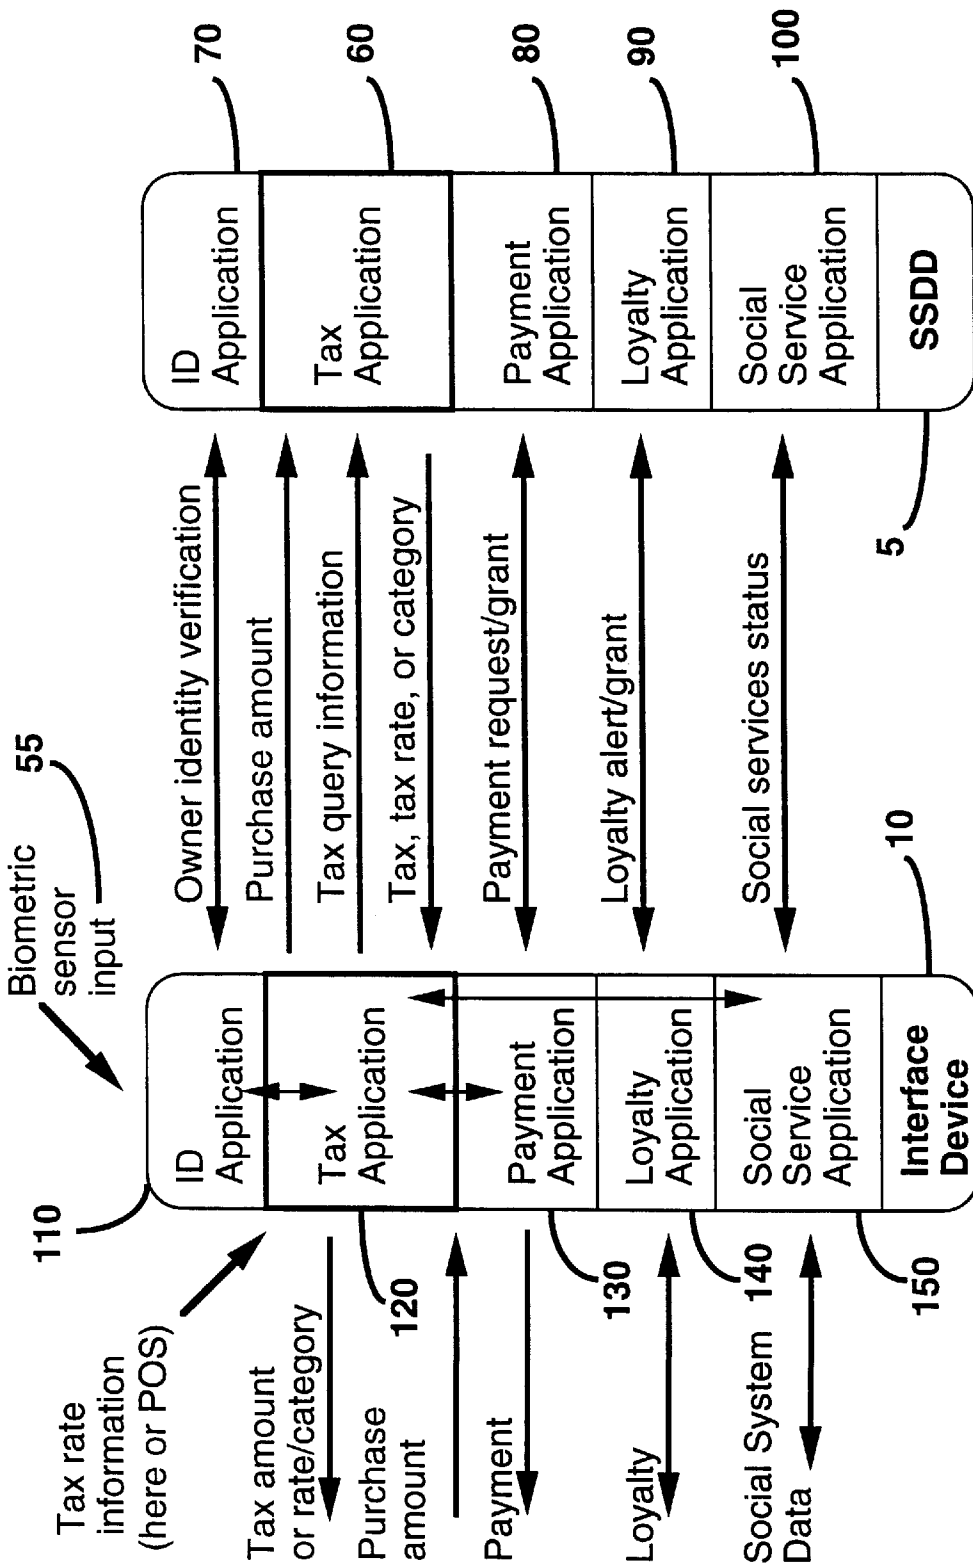 Tax rate
information
(here or POS)
110
Biometric
sensor
input
55
Tax amount
or rate/category
Purchase
amount
Payment
Loyalty
Social System
Data
120
130
140
150
ID
Application
Tax
Application
Payment
Application
Loyalty
Application
Social
Service
Application
Interface
Device
10
Owner identity verification
Purchase amount
Tax query information
Tax, tax rate, or category
Payment request/grant
Loyalty alert/grant
Social services status
5
ID
Application
Tax
Application
Payment
Application
Loyalty
Application
Social
Service
Application
SSDD
70
60
80
90
100